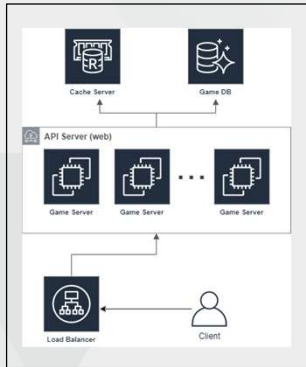 R
Cache Server
Game DB
API Server (web)
Game Server
Game Server
Game Server
Load Balancer
Client